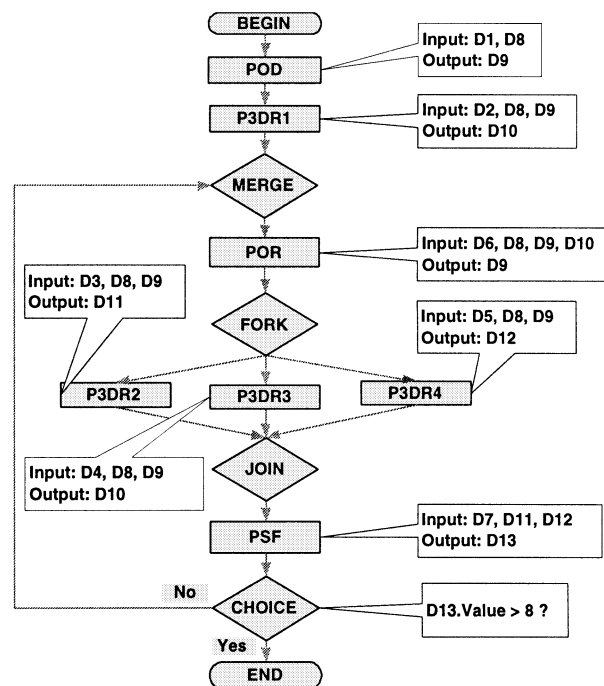 BEGIN
Input: D1, D8
Output: D9
POD
Input: D2, D8, D9
Output: D10
P3DR1
MERGE
POR
Input: D6, D8, D9, D10
Output: D9
Input: D3, D8, D9
Output: D11
FORK
Input: D5, D8, D9
Output: D12
P3DR2
P3DR3
P3DR4
Input: D4, D8, D9
Output: D10
JOIN
PSF
Input: D7, D11, D12
Output: D13
No
CHOICE
D13.Value > 8 ?
Yes
END